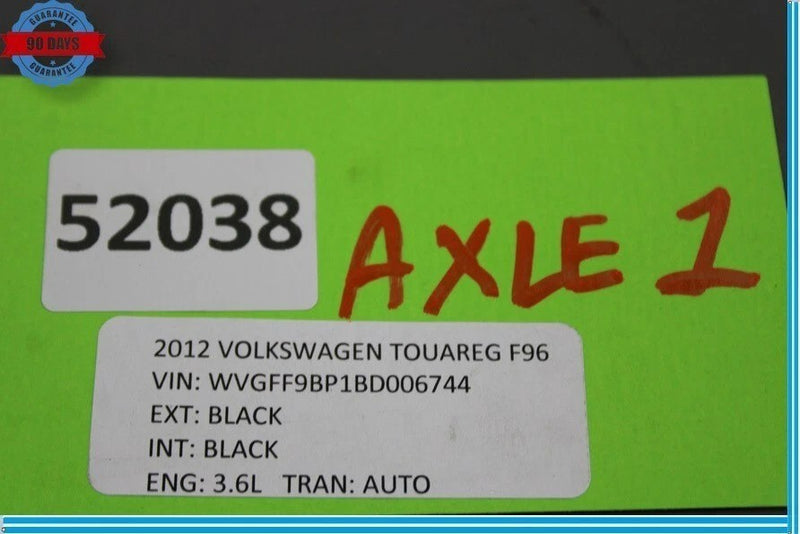 GUARANTEE
90 DAYS
GUARANTEE
52038
AXLE 1
2012 VOLKSWAGEN TOUAREG F96
VIN: WVGFF9BP1BD006744
EXT: BLACK
INT: BLACK
ENG: 3.6L TRAN: AUTO